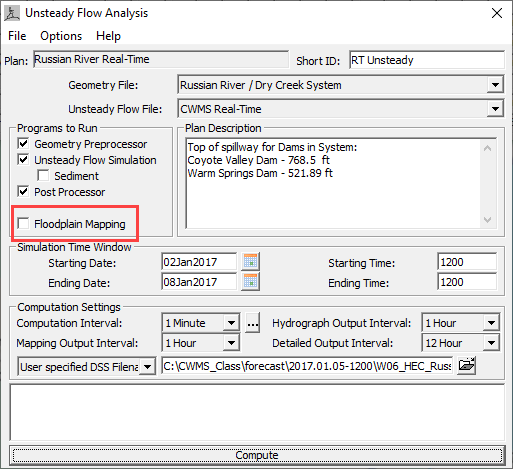 Unsteady Flow Analysis
File Options Help
Plan: Russian River Real-Time Short ID: RT Unsteady
Geometry File: Russian River / Dry Creek System
Unsteady Flow File: CWMS Real-Time
Programs to Run
Geometry Preprocessor
Unsteady Flow Simulation
Sediment
Post Processor
Floodplain Mapping
Plan Description
Top of spillway for Dams in System:
Coyote Valley Dam - 768.5 ft
Warm Springs Dam - 521.89 ft
Simulation Time Window
Starting Date: 02Jan2017 Starting Time: 1200
Ending Date: 08Jan2017 Ending Time: 1200
Computation Settings
Computation Interval: 1 Minute ... Hydrograph Output Interval: 1 Hour
Mapping Output Interval: 1 Hour Detailed Output Interval: 12 Hour
User specified DSS Filena C:\CWMS_Class\forecast\2017.01.05-1200\W06_HEC_Rus
Compute